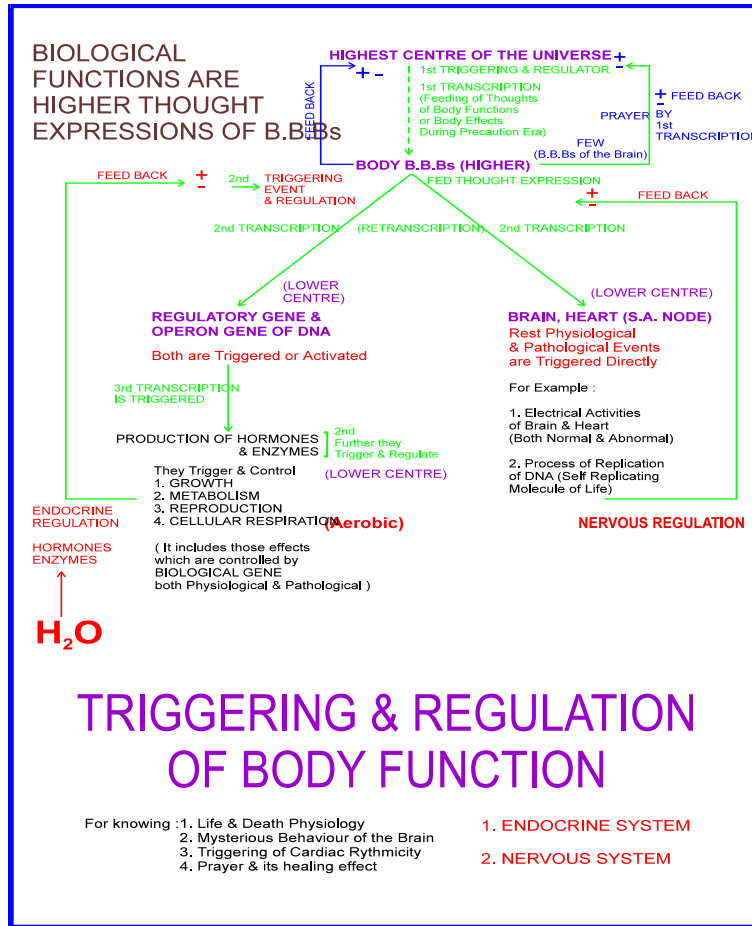 BIOLOGICAL
FUNCTIONS ARE
HIGHER THOUGHT
EXPRESSIONS OF B.B.Bs
HIGHEST CENTRE OF THE UNIVERSE + -
+ -
1st TRIGGERING & REGULATOR
1st TRANSCRIPTION
(Feeding of Thoughts
of Body Functions
or Body Effects
During Precaution Era)
FEED BACK
+ - FEED BACK
PRAYER BY
1st
TRANSCRIPTION
FEW
(B.B.Bs of the Brain)
BODY B.B.Bs (HIGHER)
FED THOUGHT EXPRESSION
FEED BACK
+ -
2nd
TRIGGERING
EVENT
& REGULATION
+ -
FEED BACK
2nd TRANSCRIPTION
(RETRANSCRIPTION)
2nd TRANSCRIPTION
(LOWER
CENTRE)
REGULATORY GENE &
OPERON GENE OF DNA
Both are Triggered or Activated
3rd TRANSCRIPTION
IS TRIGGERED
PRODUCTION OF HORMONES
& ENZYMES
2nd
Further they
Trigger & Regulate
They Trigger & Control
(LOWER CENTRE)
1. GROWTH
2. METABOLISM
3. REPRODUCTION
4. CELLULAR RESPIRATION (Aerobic)
( It includes those effects
which are controlled by
BIOLOGICAL GENE
both Physiological & Pathological )
ENDOCRINE
REGULATION
HORMONES
ENZYMES
H₂O
(LOWER CENTRE)
BRAIN, HEART (S.A. NODE)
Rest Physiological
& Pathological Events
are Triggered Directly
For Example :
1. Electrical Activities
of Brain & Heart
(Both Normal & Abnormal)
2. Process of Replication
of DNA (Self Replicating
Molecule of Life)
NERVOUS REGULATION
TRIGGERING & REGULATION
OF BODY FUNCTION
For knowing : 1. Life & Death Physiology
2. Mysterious Behaviour of the Brain
3. Triggering of Cardiac Rythmicity
4. Prayer & its healing effect
1. ENDOCRINE SYSTEM
2. NERVOUS SYSTEM